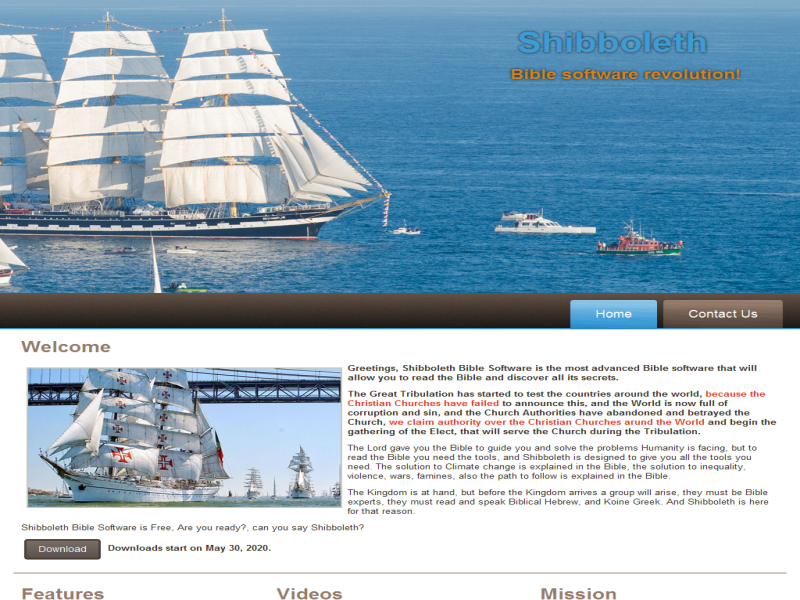 Shibboleth
Bible software revolution!
Home
Contact Us
Welcome
Greetings, Shibboleth Bible Software is the most advanced Bible software that will
allow you to read the Bible and discover all its secrets.
The Great Tribulation has started to test the countries around the world, because the
Christian Churches have failed to announce this, and the World is now full of
corruption and sin, and the Church Authorities have abandoned and betrayed the
Church, we claim authority over the Christian Churches arund the World and begin the
gathering of the Elect, that will serve the Church during the Tribulation.
The Lord gave you the Bible to guide you and solve the problems Humanity is facing, but to
read the Bible you need the tools, and Shibboleth is designed to give you all the tools you
need. The solution to Climate change is explained in the Bible, the solution to inequality,
violence, wars, famines, also the path to follow is explained in the Bible.
The Kingdom is at hand, but before the Kingdom arrives a group will arise, they must be Bible
experts, they must read and speak Biblical Hebrew, and Koine Greek. And Shibboleth is here
for that reason.
Shibboleth Bible Software is Free, Are you ready?, can you say Shibboleth?
Download
Downloads start on May 30, 2020.
Features
Videos
Mission